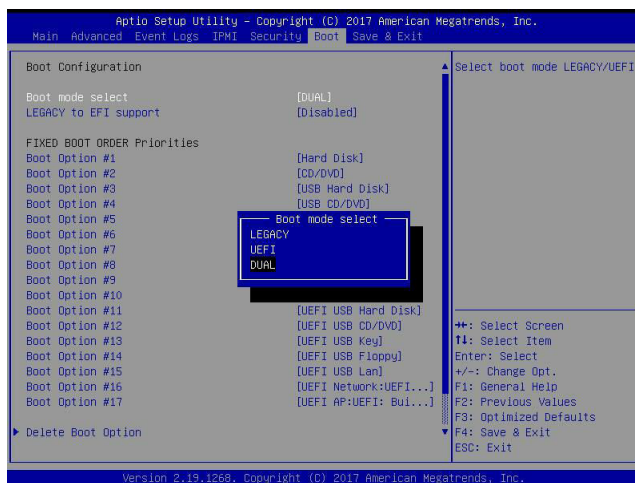 Aptio Setup Utility – Copyright (C) 2017 American Megatrends, Inc.
Main Advanced Event Logs IPMI Security Boot Save & Exit
Boot Configuration
Select boot mode LEGACY/UEFI
Boot mode select [DUAL]
LEGACY to EFI support [Disabled]
FIXED BOOT ORDER Priorities
Boot Option #1 [Hard Disk]
Boot Option #2 [CD/DVD]
Boot Option #3 [USB Hard Disk]
Boot Option #4 [USB CD/DVD]
Boot Option #5
Boot Option #6
Boot Option #7
Boot Option #8
Boot Option #9
Boot Option #10
Boot Option #11 [UEFI USB Hard Disk]
Boot Option #12 [UEFI USB CD/DVD]
Boot Option #13 [UEFI USB Key]
Boot Option #14 [UEFI USB Floppy]
Boot Option #15 [UEFI USB Lan]
Boot Option #16 [UEFI Network:UEFI...]
Boot Option #17 [UEFI AP:UEFI: Bui...]
Delete Boot Option
Boot mode select
LEGACY
UEFI
DUAL
→←: Select Screen
↑↓: Select Item
Enter: Select
+/-: Change Opt.
F1: General Help
F2: Previous Values
F3: Optimized Defaults
F4: Save & Exit
ESC: Exit
Version 2.19.1268. Copyright (C) 2017 American Megatrends, Inc.